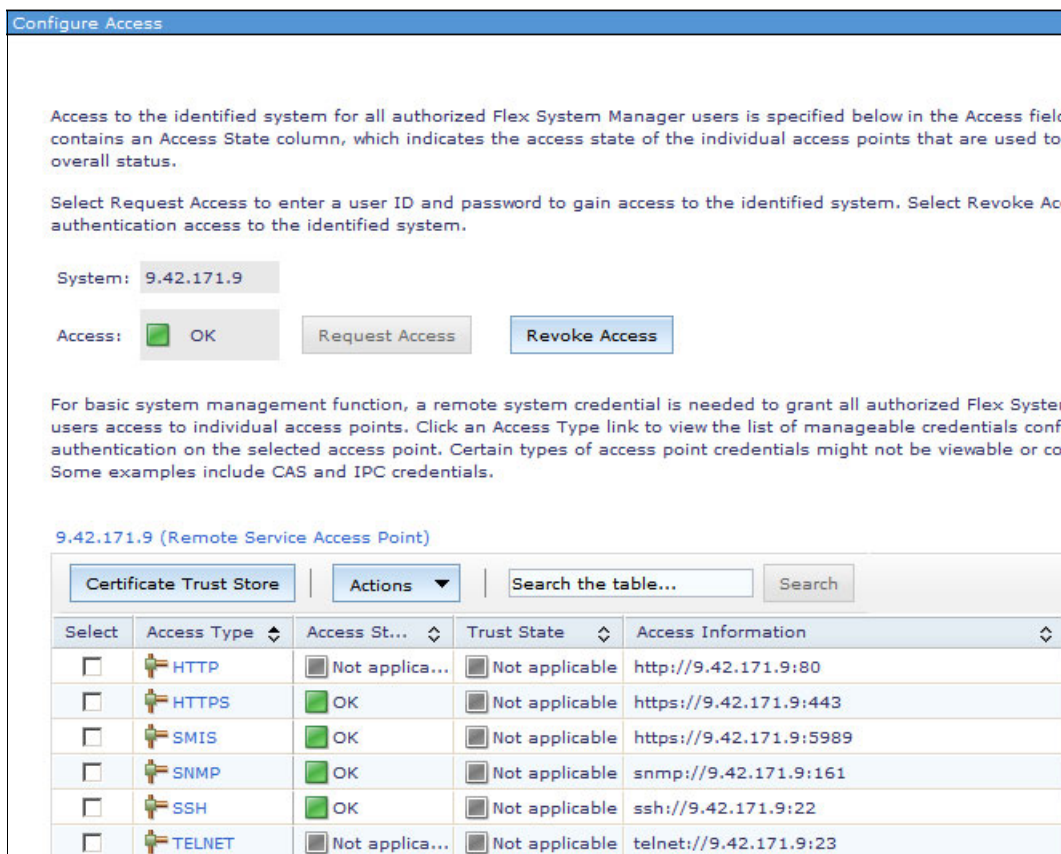 Configure Access
Access to the identified system for all authorized Flex System Manager users is specified below in the Access field
contains an Access State column, which indicates the access state of the individual access points that are used to
overall status.
Select Request Access to enter a user ID and password to gain access to the identified system. Select Revoke Acc
authentication access to the identified system.
System: 9.42.171.9
Access: OK Request Access Revoke Access
For basic system management function, a remote system credential is needed to grant all authorized Flex System
users access to individual access points. Click an Access Type link to view the list of manageable credentials conf
authentication on the selected access point. Certain types of access point credentials might not be viewable or co
Some examples include CAS and IPC credentials.
9.42.171.9 (Remote Service Access Point)
Certificate Trust Store Actions Search the table... Search
Select Access Type Access St... Trust State Access Information
HTTP Not applica... Not applicable http://9.42.171.9:80
HTTPS OK Not applicable https://9.42.171.9:443
SMIS OK Not applicable https://9.42.171.9:5989
SNMP OK Not applicable snmp://9.42.171.9:161
SSH OK Not applicable ssh://9.42.171.9:22
TELNET Not applica... Not applicable telnet://9.42.171.9:23